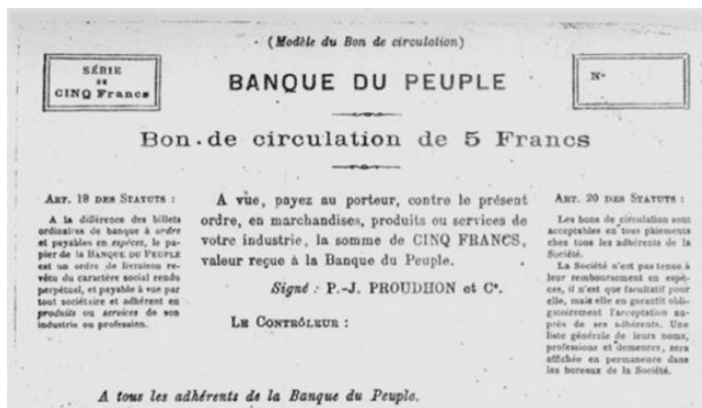 (Modèle du Bon de circulation)
SÉRIE
DE
CINQ Francs
BANQUE DU PEUPLE
N°
Bon de circulation de 5 Francs
ART. 18 DES STATUTS :
A la différence des billets
ordinaires de banque à ordre
et payables en espèces, le pa-
pier de la BANQUE DU PEUPLE
est un ordre de livraison re-
vêtu du caractère social rendu
perpétuel, et payable à vue par
tout sociétaire et adhérent en
produits ou services de son
industrie ou profession.
A vue, payez au porteur, contre le présent
ordre, en marchandises, produits ou services de
votre industrie, la somme de CINQ FRANCS,
valeur reçue à la Banque du Peuple.
Signé : P.-J. PROUDHON et Cie.
LE CONTRÔLEUR :
ART. 20 DES STATUTS :
Les bons de circulation sont
acceptables en tous paiements
chez tous les adhérents de la
Société.
La Société n'est pas tenue à
leur remboursement en espè-
ces, il n'est que facultatif pour
elle, mais elle en garantit obli-
gatoirement l'acceptation au-
près de ses adhérents. Une
liste générale de leurs noms,
professions et demeures, sera
affichée en permanence dans
les bureaux de la Société.
A tous les adhérents de la Banque du Peuple.